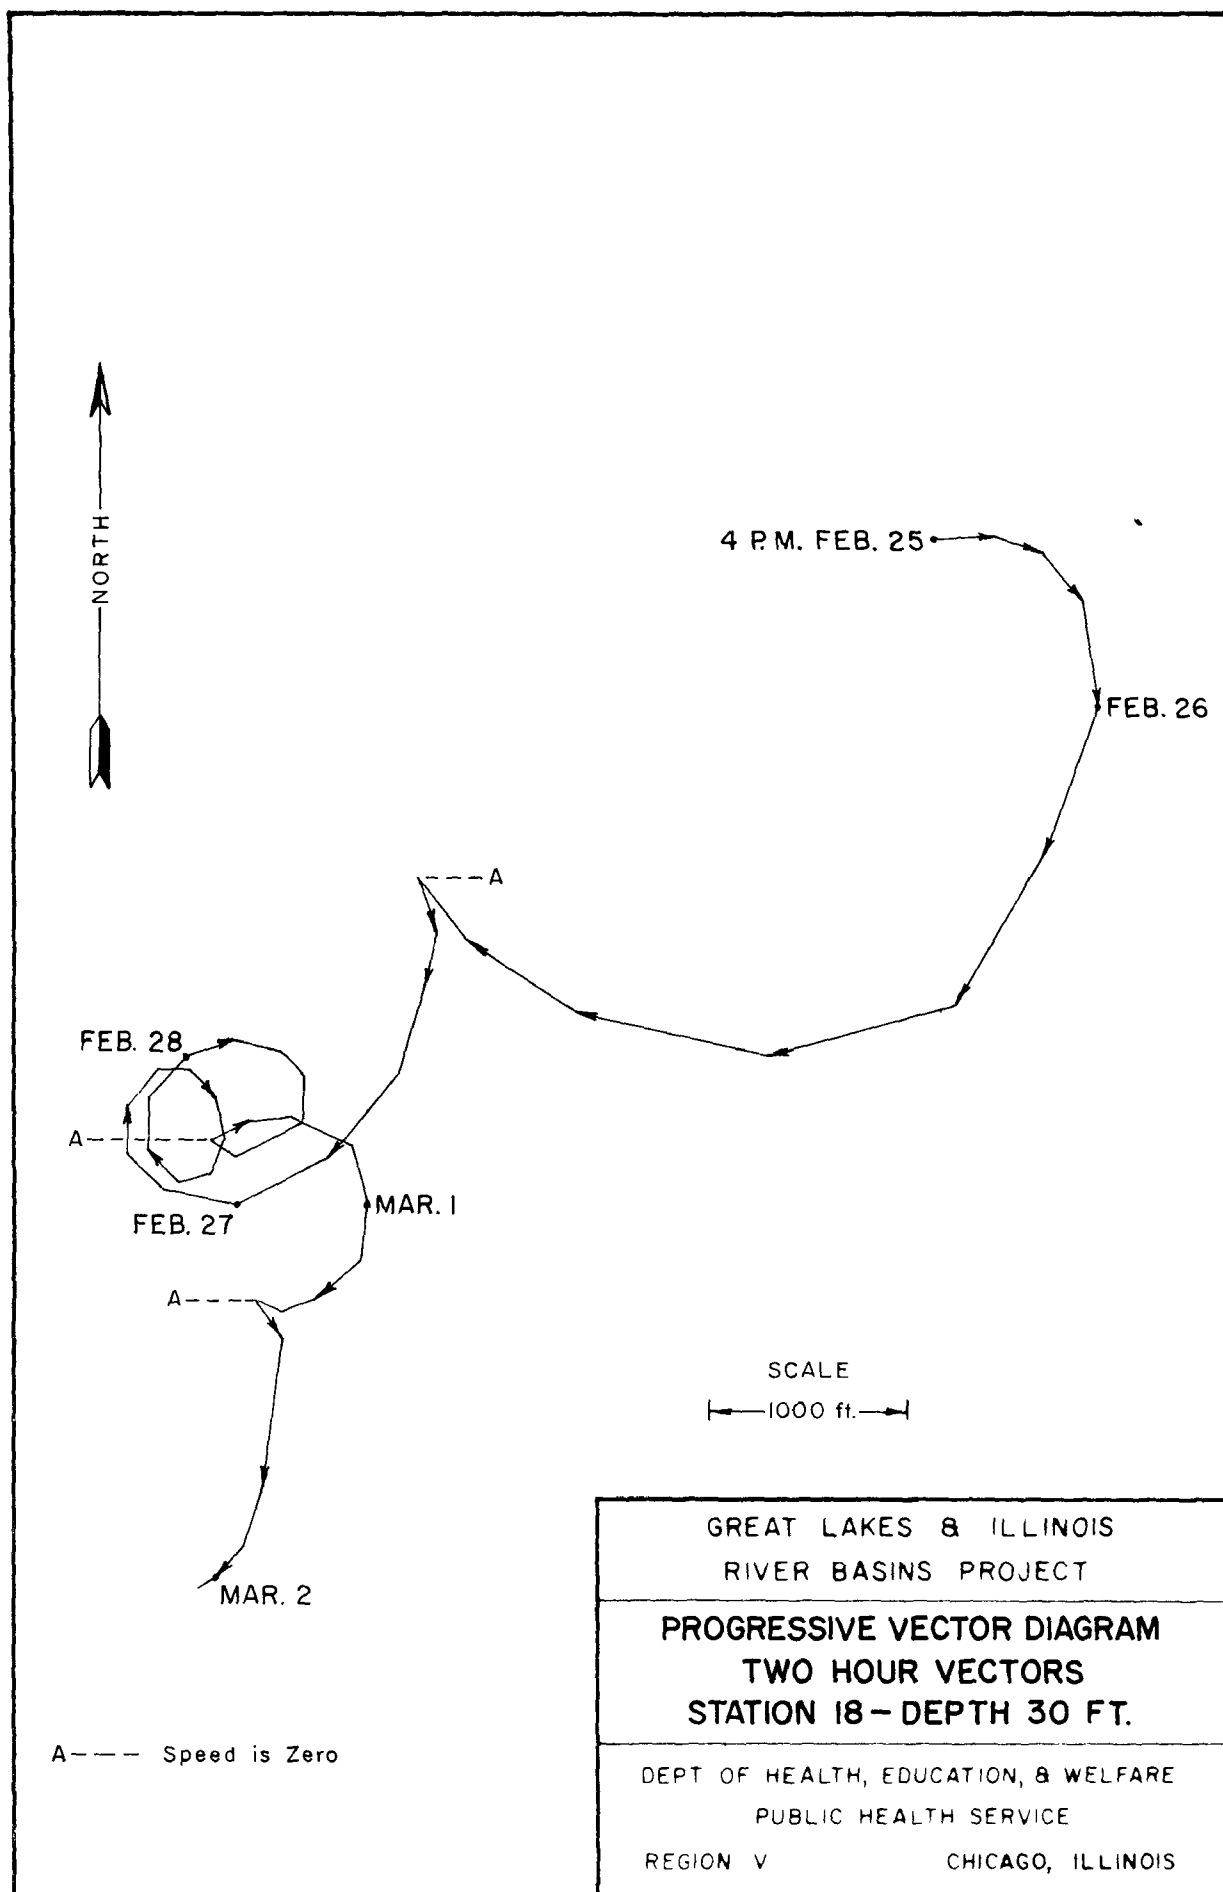 NORTH
4 P.M. FEB. 25
FEB. 26
A
FEB. 28
A
MAR. 1
FEB. 27
A
SCALE
1000 ft.
MAR. 2
GREAT LAKES & ILLINOIS
RIVER BASINS PROJECT
PROGRESSIVE VECTOR DIAGRAM
TWO HOUR VECTORS
STATION 18 – DEPTH 30 FT.
A--- Speed is Zero
DEPT OF HEALTH, EDUCATION, & WELFARE
PUBLIC HEALTH SERVICE
REGION V CHICAGO, ILLINOIS